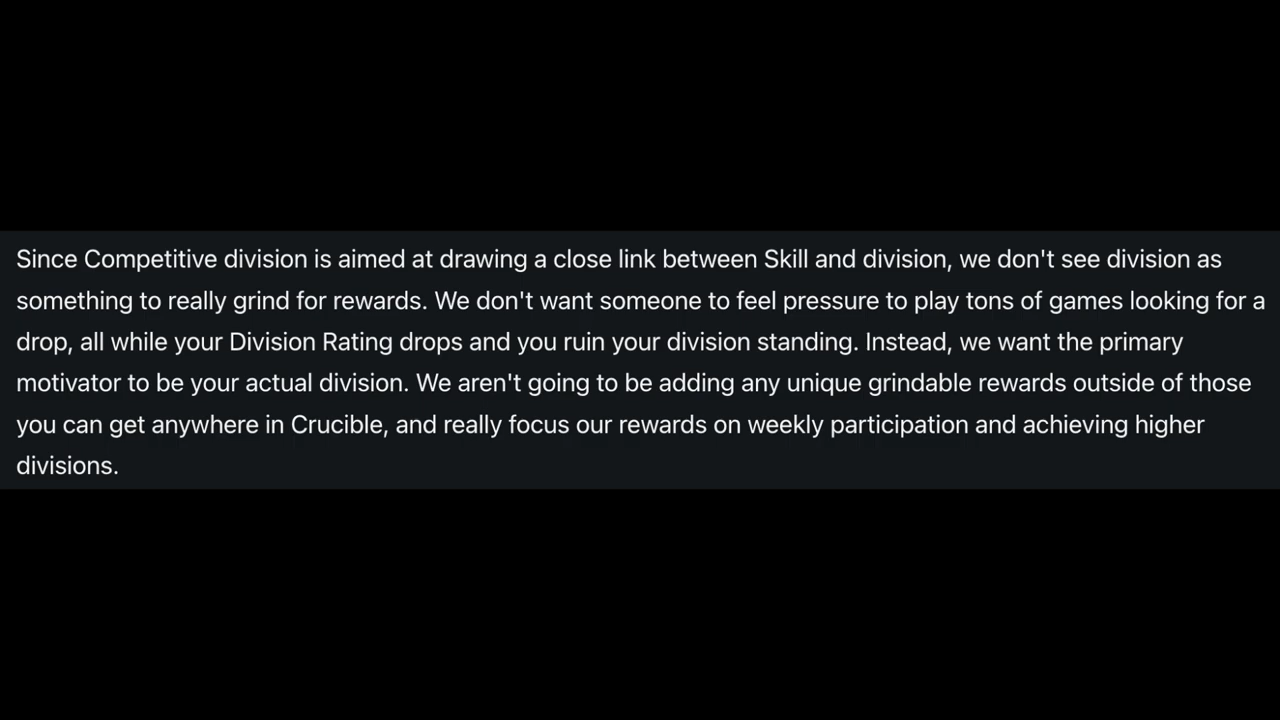 Since Competitive division is aimed at drawing a close link between Skill and division, we don't see division as
something to really grind for rewards. We don't want someone to feel pressure to play tons of games looking for a
drop, all while your Division Rating drops and you ruin your division standing. Instead, we want the primary
motivator to be your actual division. We aren't going to be adding any unique grindable rewards outside of those
you can get anywhere in Crucible, and really focus our rewards on weekly participation and achieving higher
divisions.